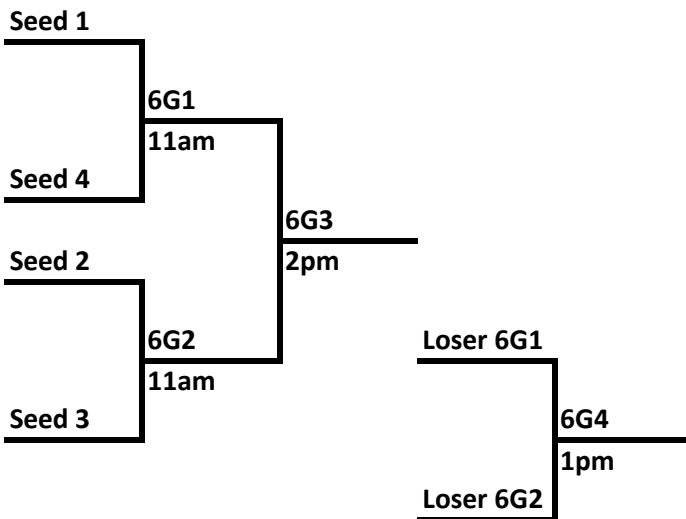 Seed 1
6G1
11am
Seed 4
6G3
2pm
Seed 2
6G2
11am
Seed 3
Loser 6G1
6G4
1pm
Loser 6G2